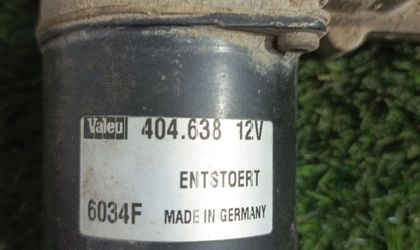 Valeo 404.638 12V
ENTSTOERT
6034F MADE IN GERMANY